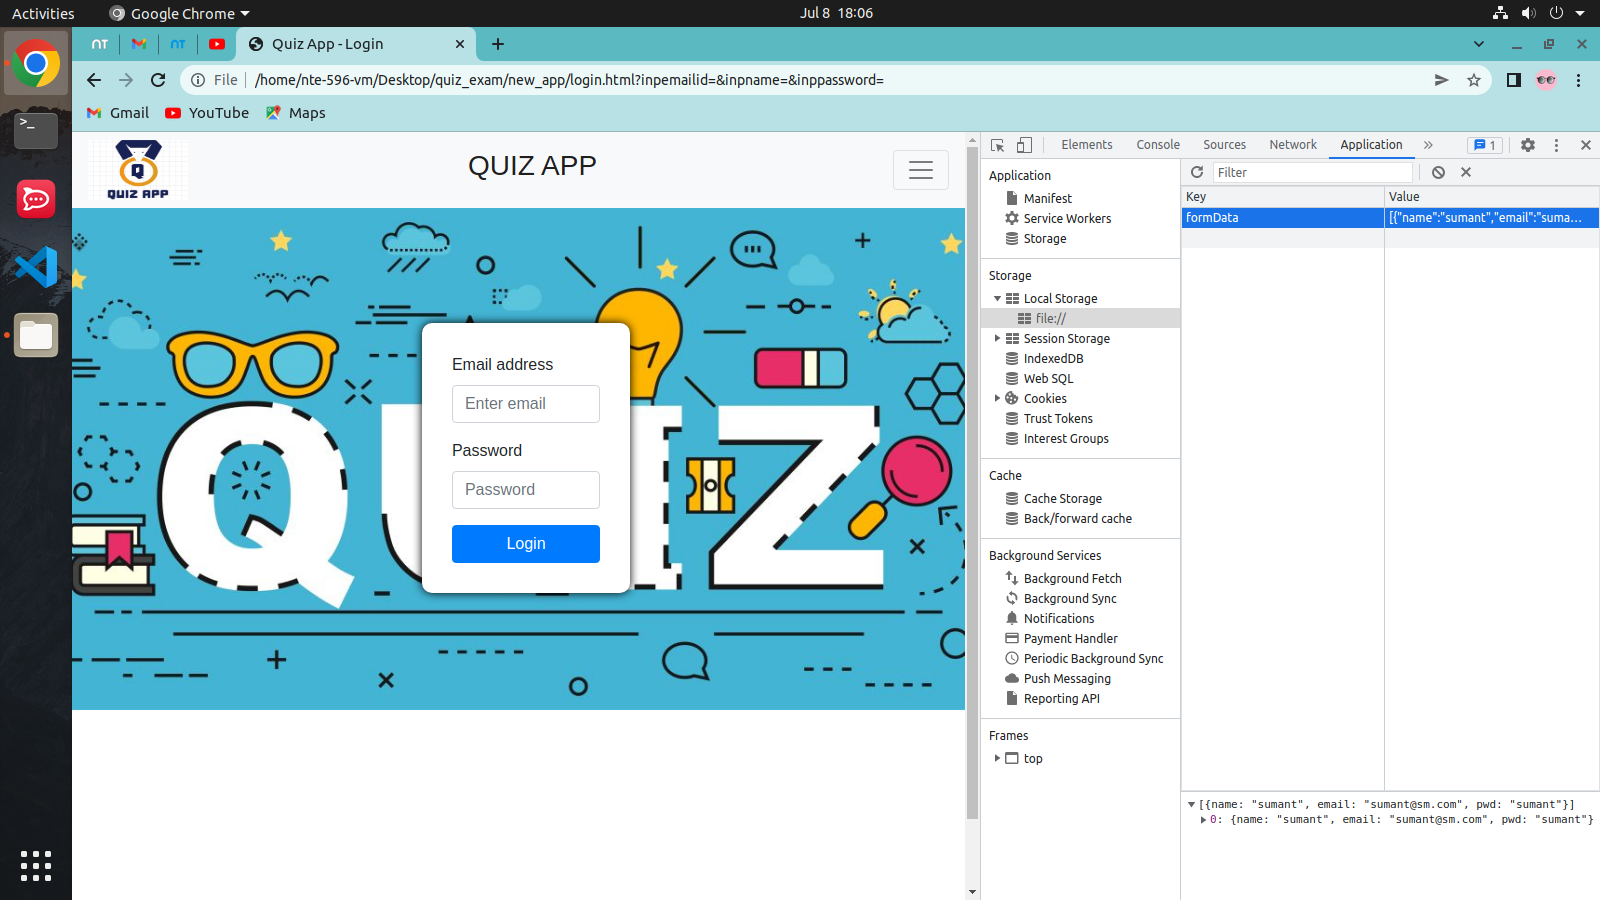 Activities
Google Chrome
Jul 8 18:06
Quiz App - Login
File
/home/nte-596-vm/Desktop/quiz_exam/new_app/login.html?inpemailid=&inpname=&inppassword=
Gmail
YouTube
Maps
QUIZ APP
QUIZ APP
QUIZ
Email address
Enter email
Password
Password
Login
Elements
Console
Sources
Network
Application
1
Application
Manifest
Service Workers
Storage
Storage
Local Storage
file://
Session Storage
IndexedDB
Web SQL
Cookies
Trust Tokens
Interest Groups
Cache
Cache Storage
Back/forward cache
Background Services
Background Fetch
Background Sync
Notifications
Payment Handler
Periodic Background Sync
Push Messaging
Reporting API
Frames
top
Filter
Key Value
formData [{"name":"sumant","email":"suma…
[{name: "sumant", email: "sumant@sm.com", pwd: "sumant"}]
0: {name: "sumant", email: "sumant@sm.com", pwd: "sumant"}